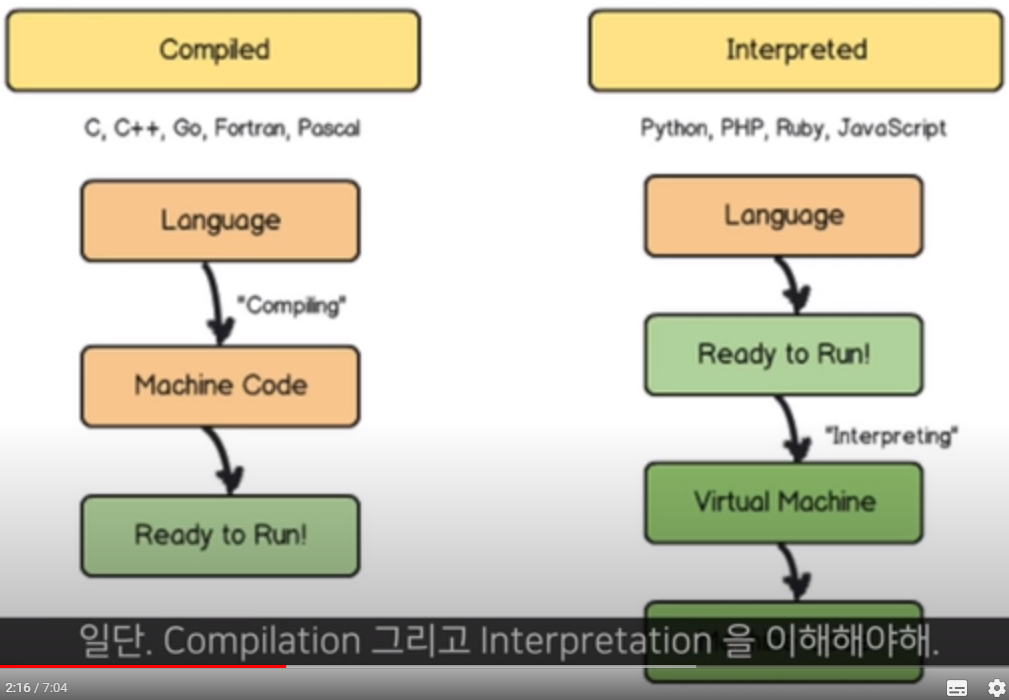 Compiled
C, C++, Go, Fortran, Pascal
Language
"Compiling"
Machine Code
Ready to Run!
Interpreted
Python, PHP, Ruby, JavaScript
Language
Ready to Run!
"Interpreting"
Virtual Machine
일단. Compilation 그리고 Interpretation 을 이해해야해.
2:16 / 7:04